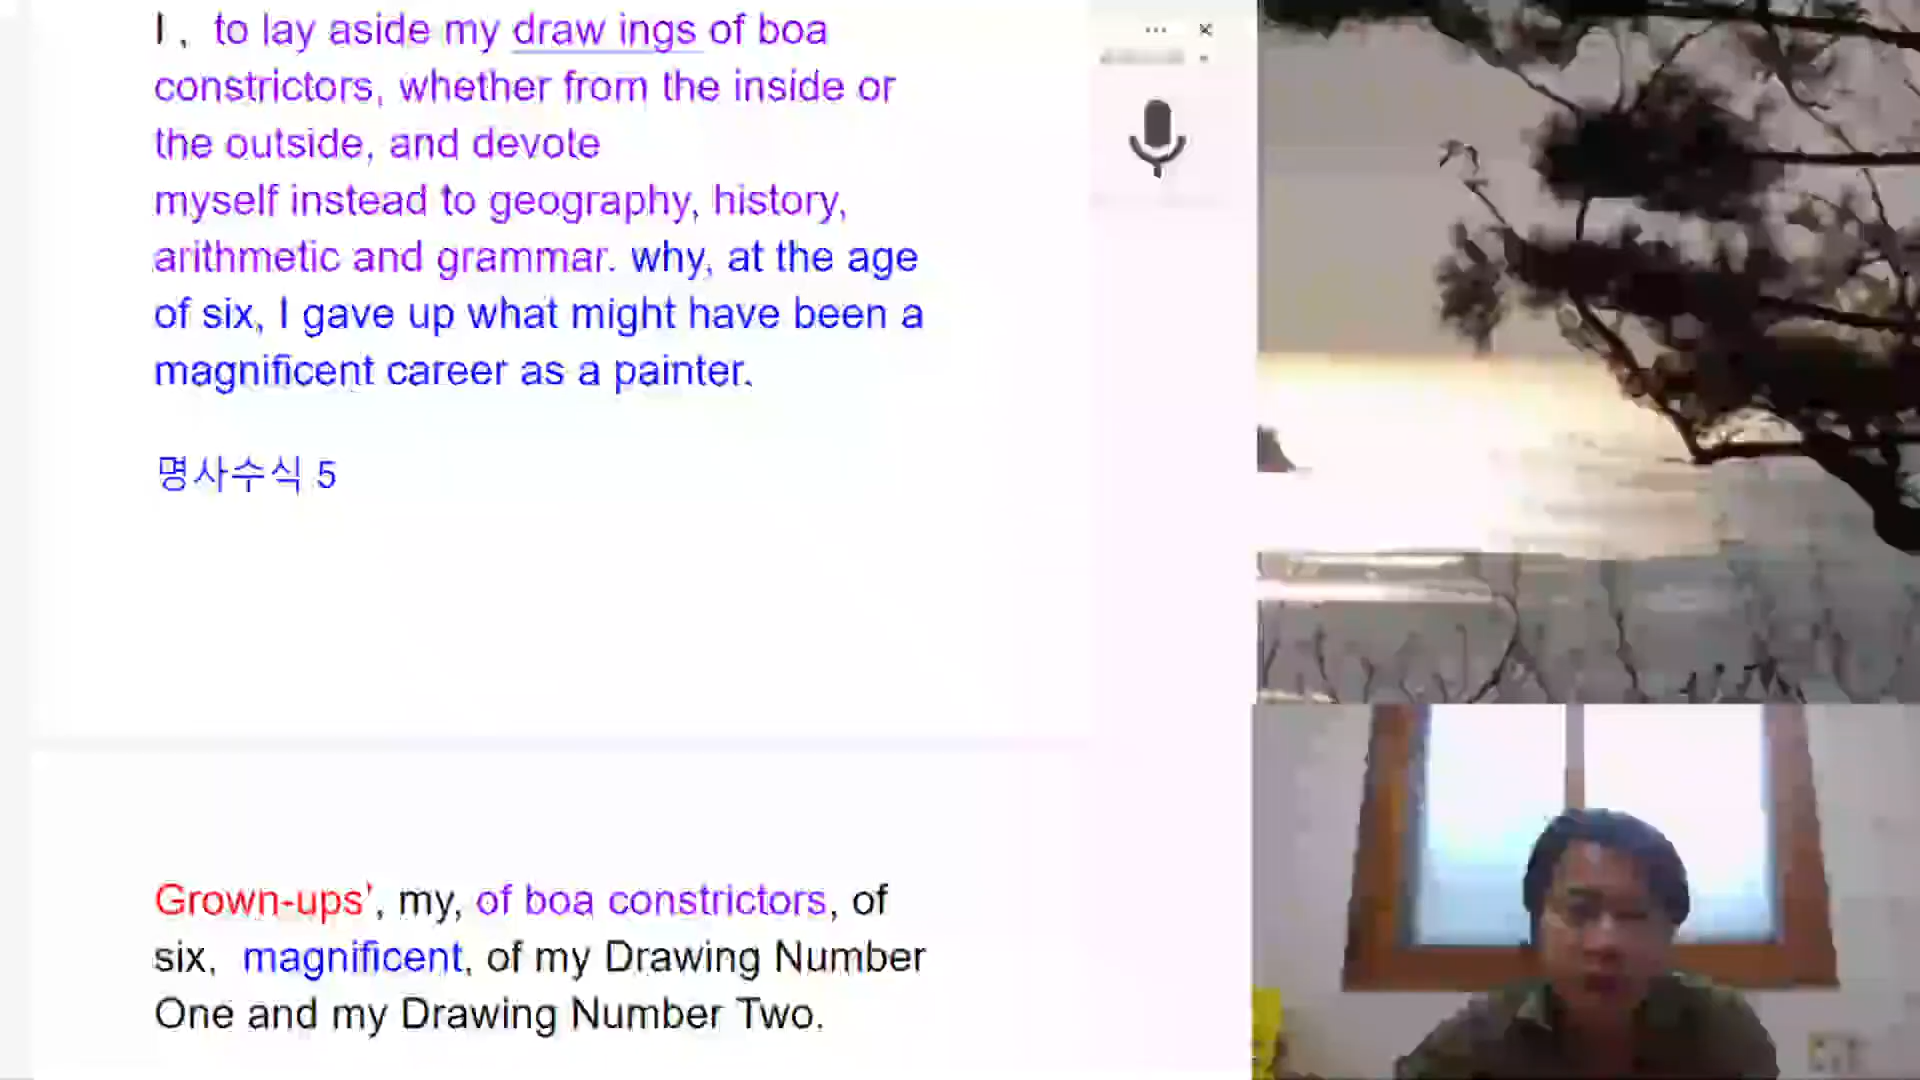 I , to lay aside my draw ings of boa
constrictors, whether from the inside or
the outside, and devote
myself instead to geography, history,
arithmetic and grammar. why, at the age
of six, I gave up what might have been a
magnificent career as a painter.
명사수식 5
Grown-ups', my, of boa constrictors, of
six, magnificent, of my Drawing Number
One and my Drawing Number Two.